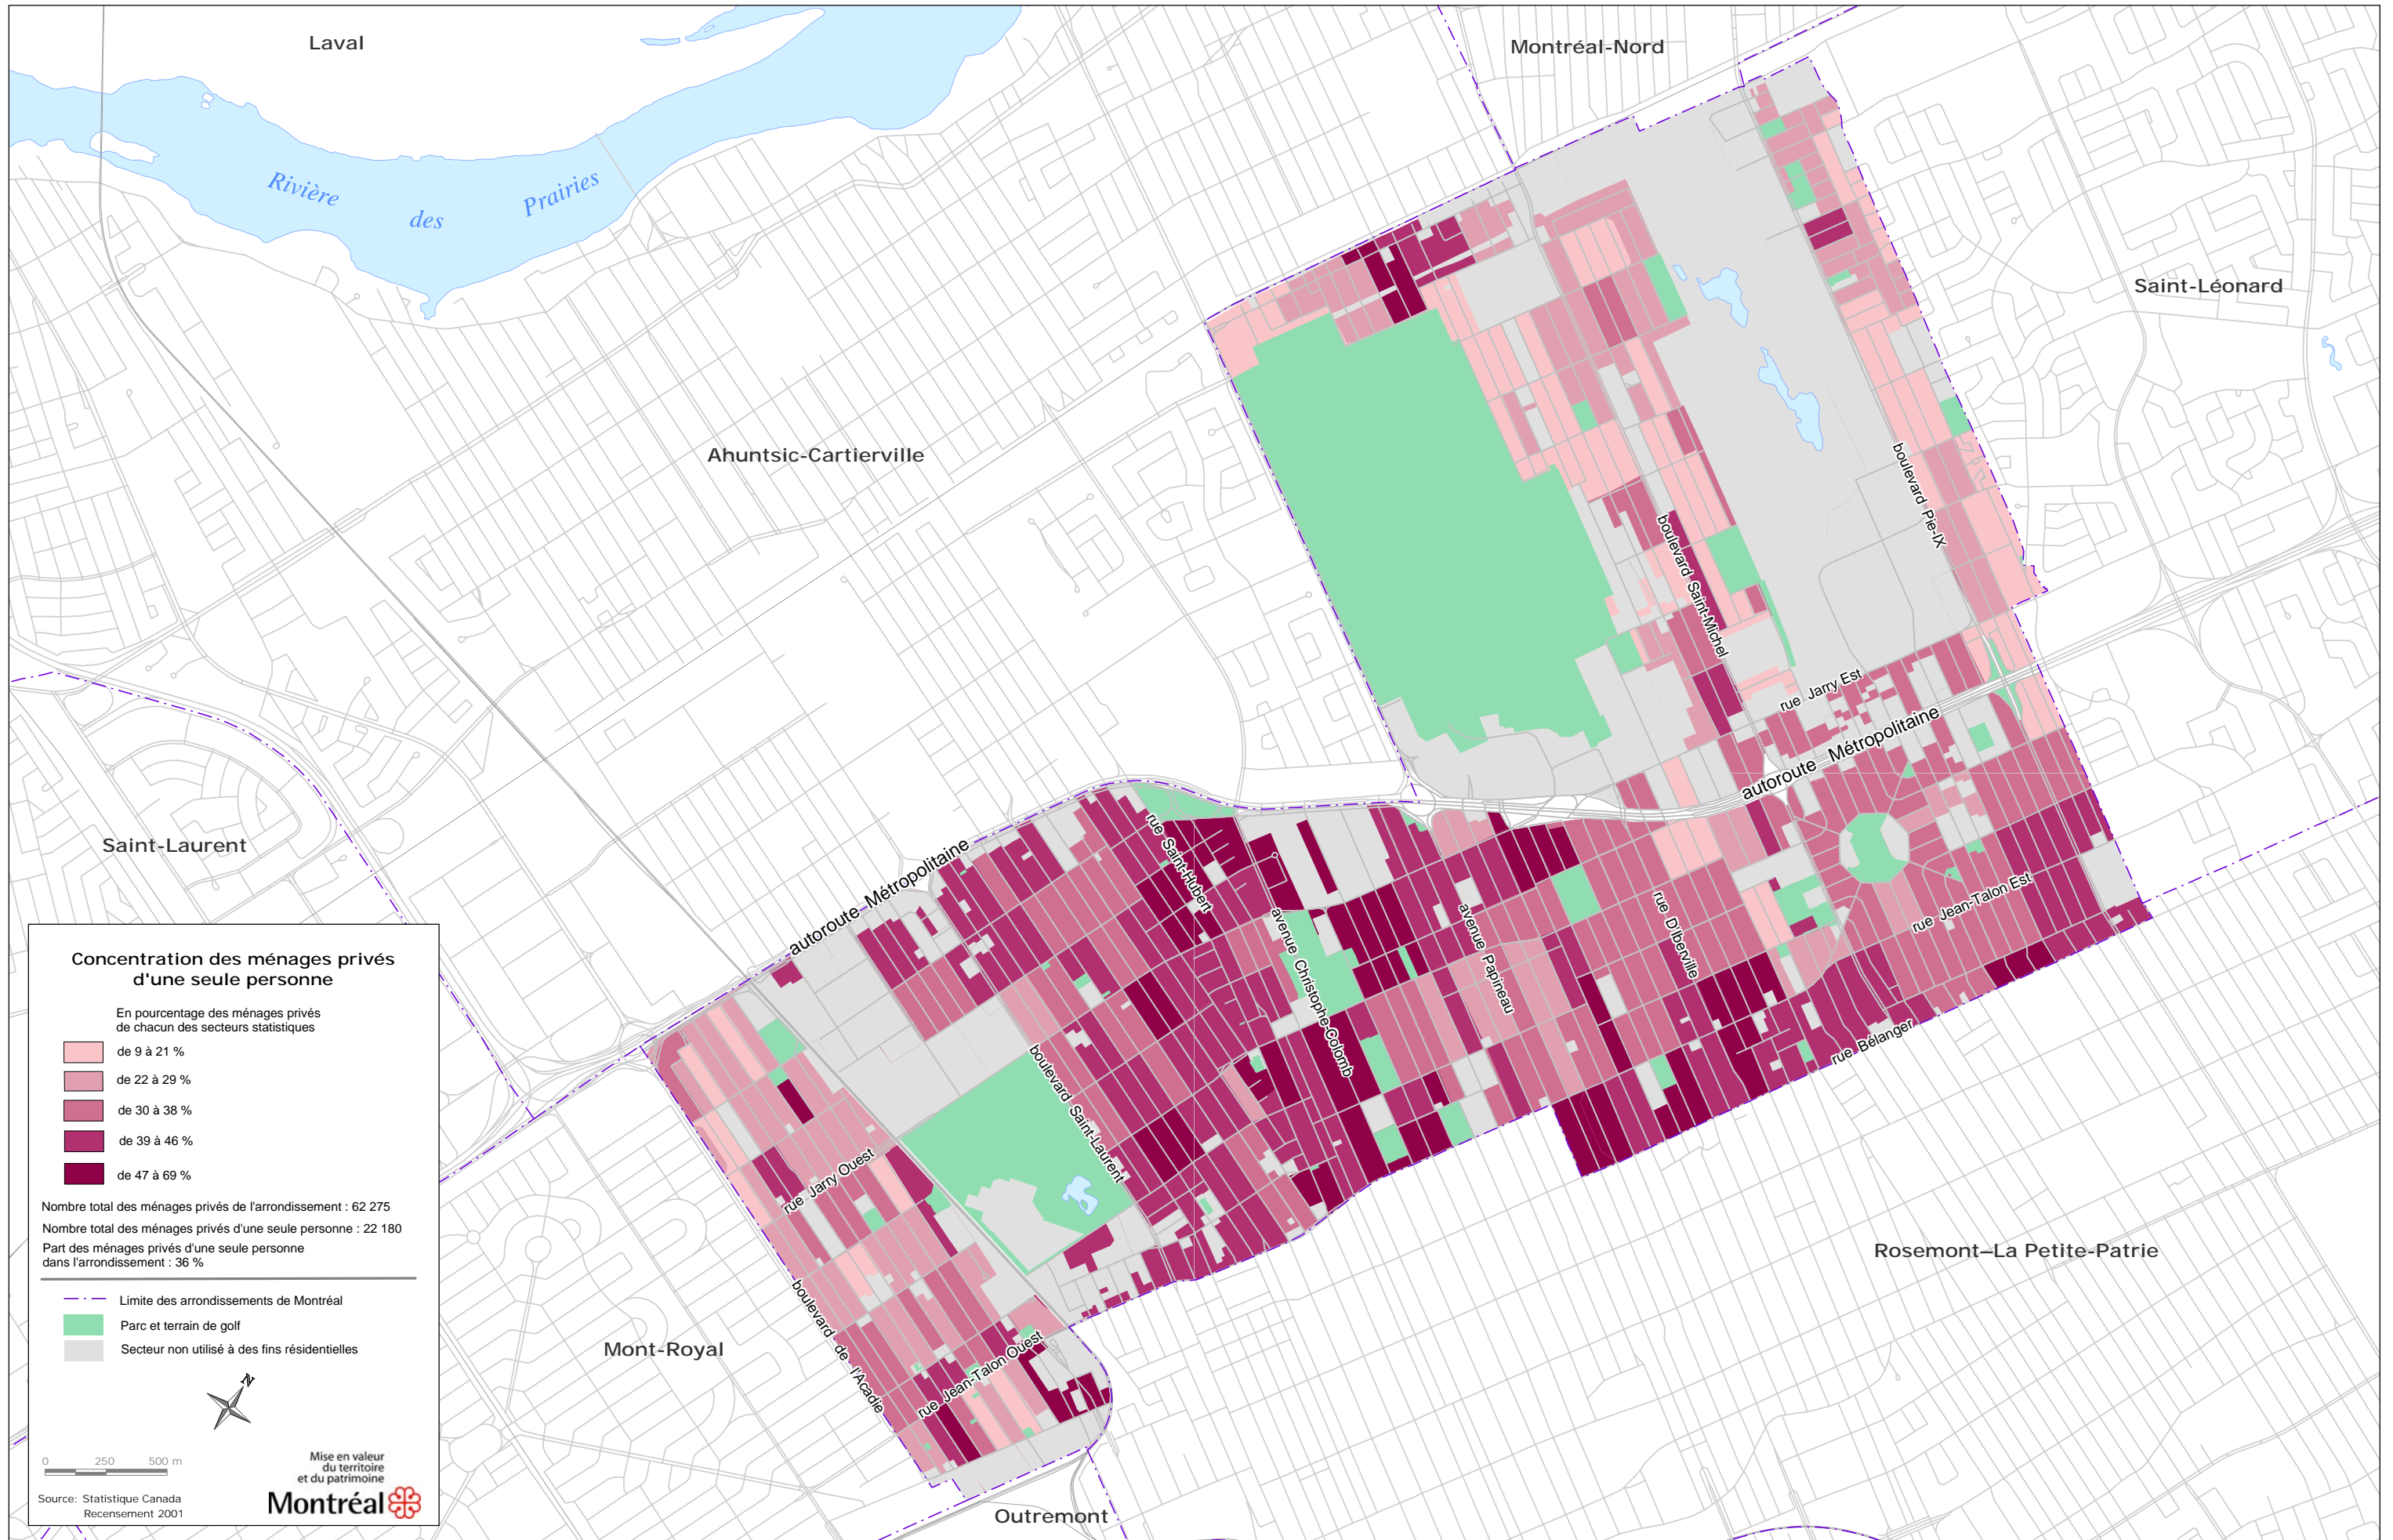 Laval
Montréal-Nord
Rivière des Prairies
Saint-Léonard
Ahuntsic-Cartierville
boulevard Pie-IX
boulevard Saint-Michel
rue Jarry Est
autoroute Métropolitaine
Saint-Laurent
autoroute Métropolitaine
rue Saint-Hubert
avenue Christophe-Colomb
avenue Papineau
rue D'Iberville
rue Jean-Talon Est
rue Bélanger
boulevard Saint-Laurent
rue Jarry Ouest
boulevard de l'Acadie
rue Jean-Talon Ouest
Mont-Royal
Rosemont–La Petite-Patrie
Outremont
Concentration des ménages privés
d'une seule personne
En pourcentage des ménages privés
de chacun des secteurs statistiques
de 9 à 21 %
de 22 à 29 %
de 30 à 38 %
de 39 à 46 %
de 47 à 69 %
Nombre total des ménages privés de l'arrondissement : 62 275
Nombre total des ménages privés d'une seule personne : 22 180
Part des ménages privés d'une seule personne
dans l'arrondissement : 36 %
Limite des arrondissements de Montréal
Parc et terrain de golf
Secteur non utilisé à des fins résidentielles
N
0 250 500 m
Source: Statistique Canada
Recensement 2001
Mise en valeur
du territoire
et du patrimoine
Montréal